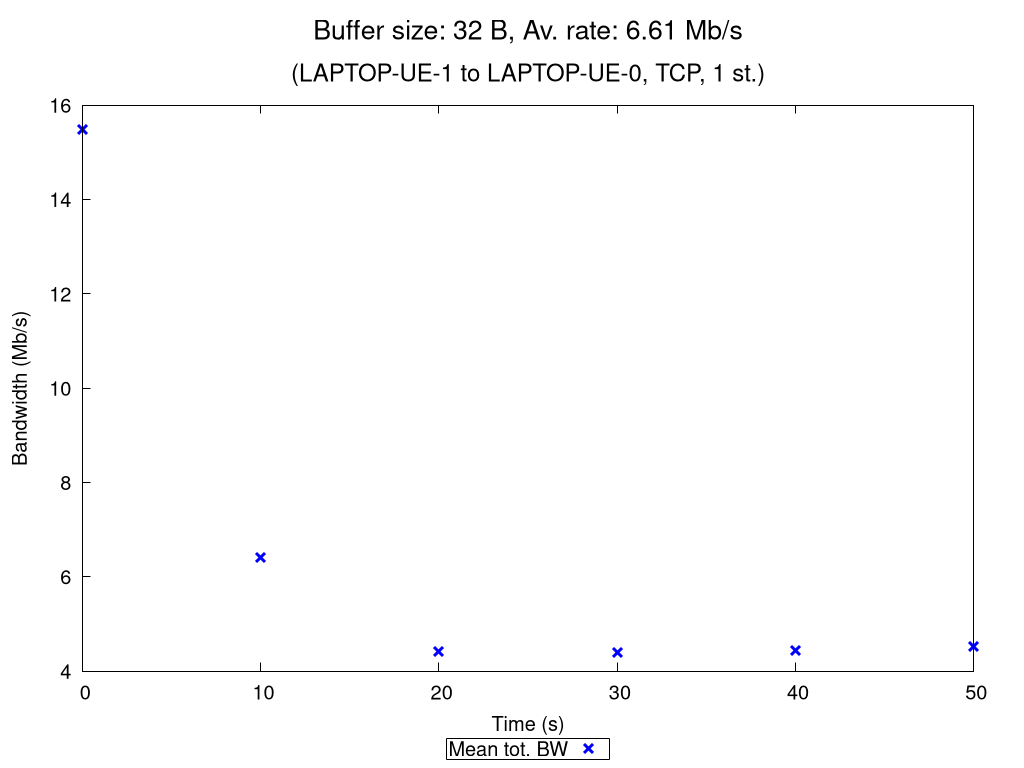 Buffer size: 32 B, Av. rate: 6.61 Mb/s
(LAPTOP-UE-1 to LAPTOP-UE-0, TCP, 1 st.)
16
14
12
10
8
6
4
Bandwidth (Mb/s)
0 10 20 30 40 50
Time (s)
Mean tot. BW